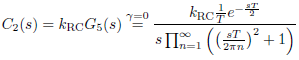 C_2(s) = k_{RC} G_5(s) \overset{\gamma=0}{=} \frac{k_{RC} \frac{1}{T} e^{-\frac{sT}{2}}}{s \prod_{n=1}^{\infty} \left( \left( \frac{sT}{2\pi n} \right)^2 + 1 \right)}